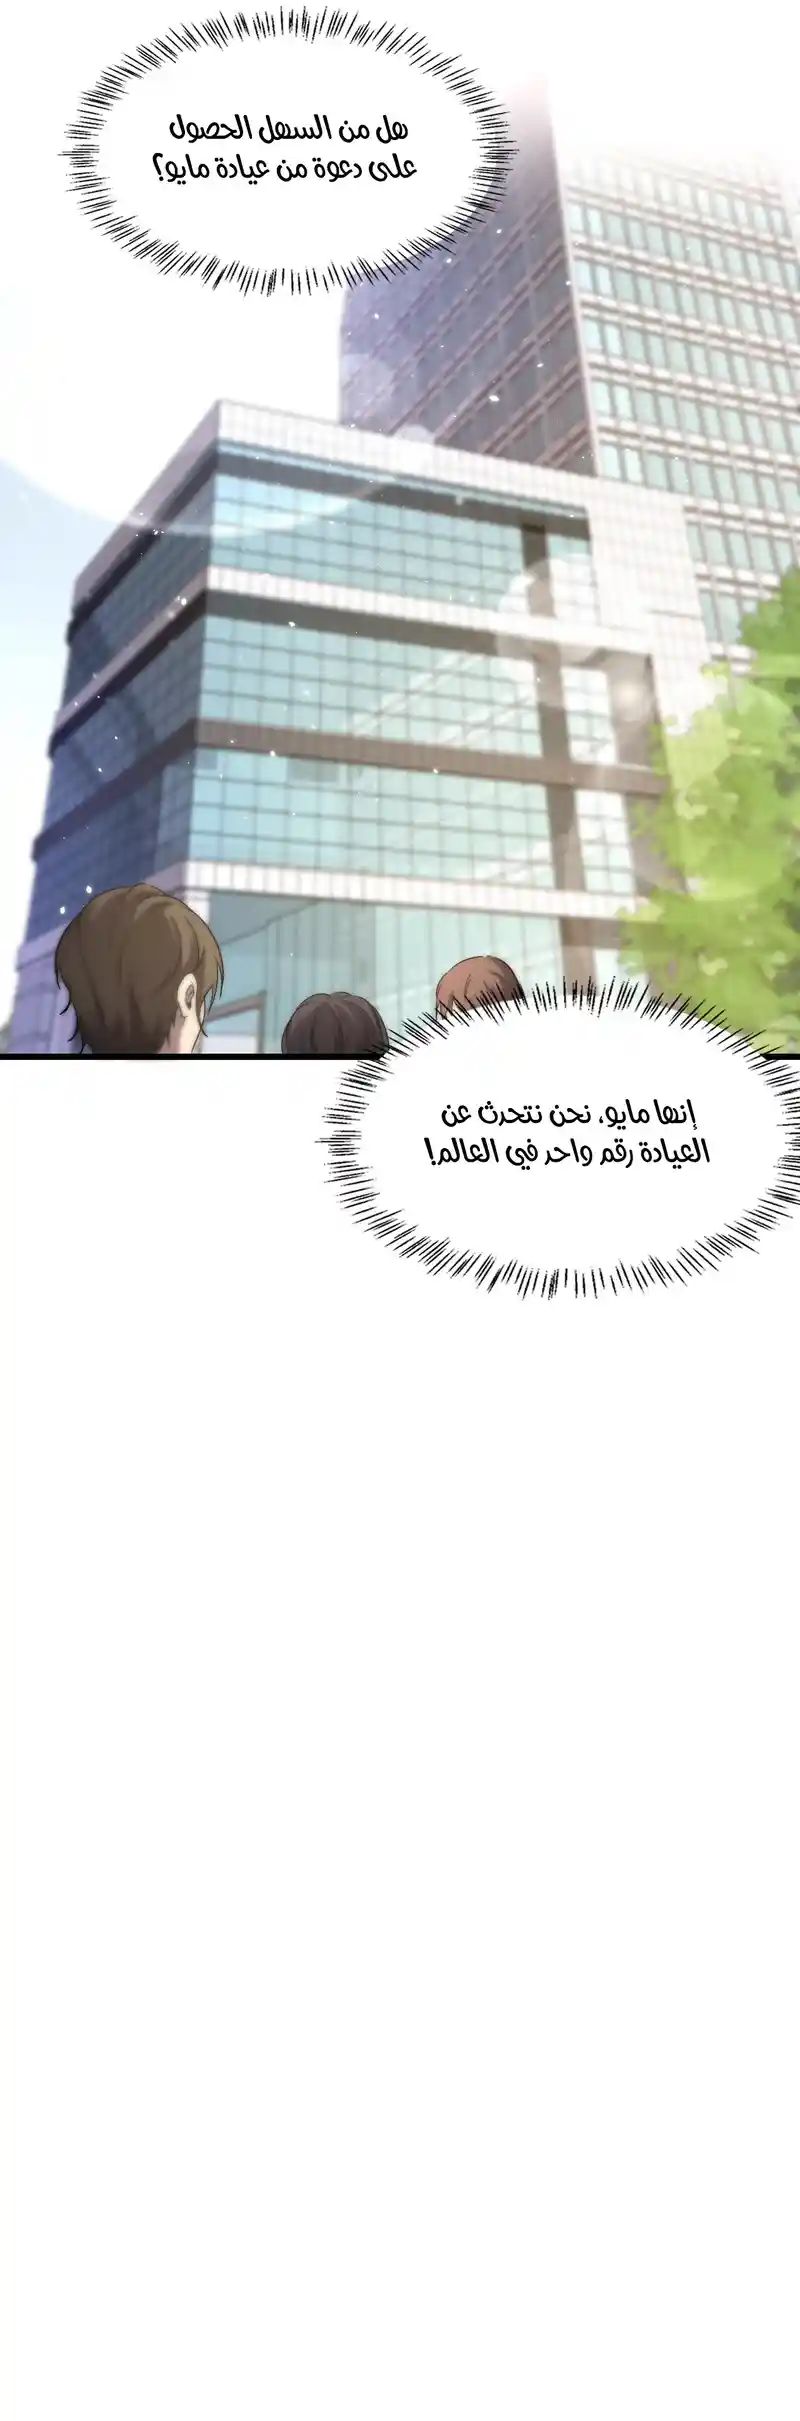 هل من السهل الحصول
على دعوة من عيادة مايو؟
إنها مايو، نحن نتحدث عن
العيادة رقم واحد في العالم!